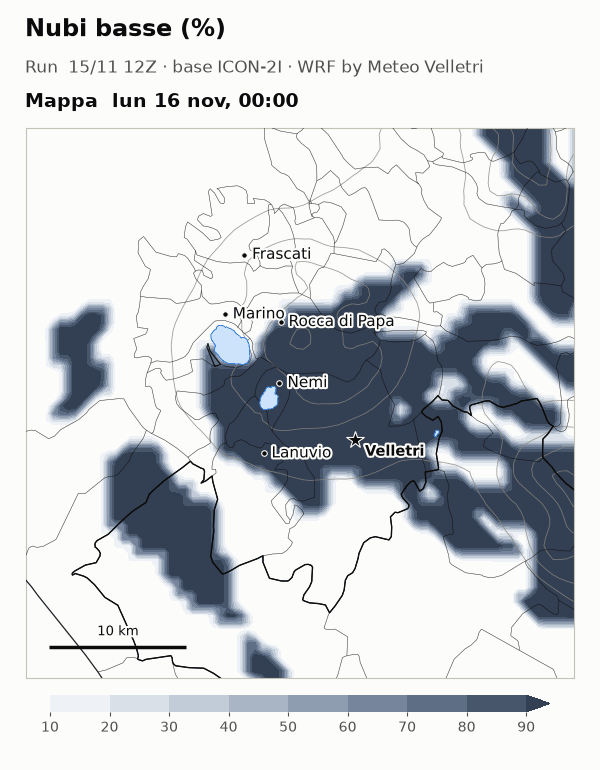 Nubi basse (%)
Run  15/11 12Z · base ICON-2I · WRF by Meteo Velletri
Mappa  lun 16 nov, 00:00
Frascati
Marino
Rocca di Papa
Nemi
Velletri
Lanuvio
10 km
10 20 30 40 50 60 70 80 90